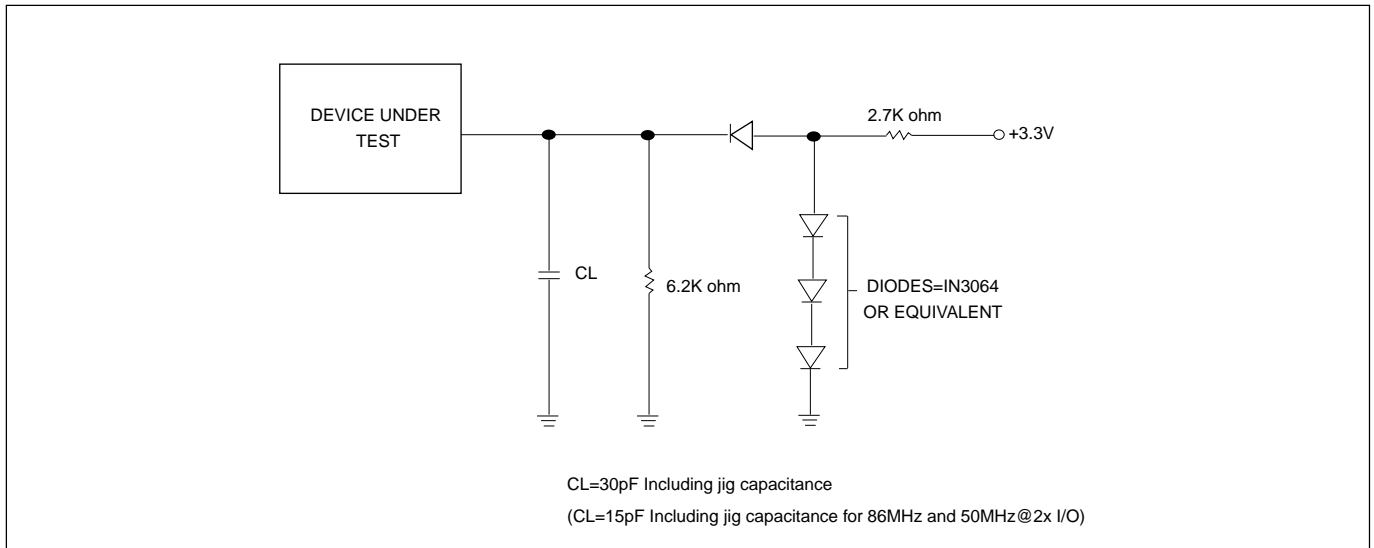 DEVICE UNDER
TEST
2.7K ohm
+3.3V
CL
6.2K ohm
DIODES=IN3064
OR EQUIVALENT
CL=30pF Including jig capacitance
(CL=15pF Including jig capacitance for 86MHz and 50MHz@2x I/O)